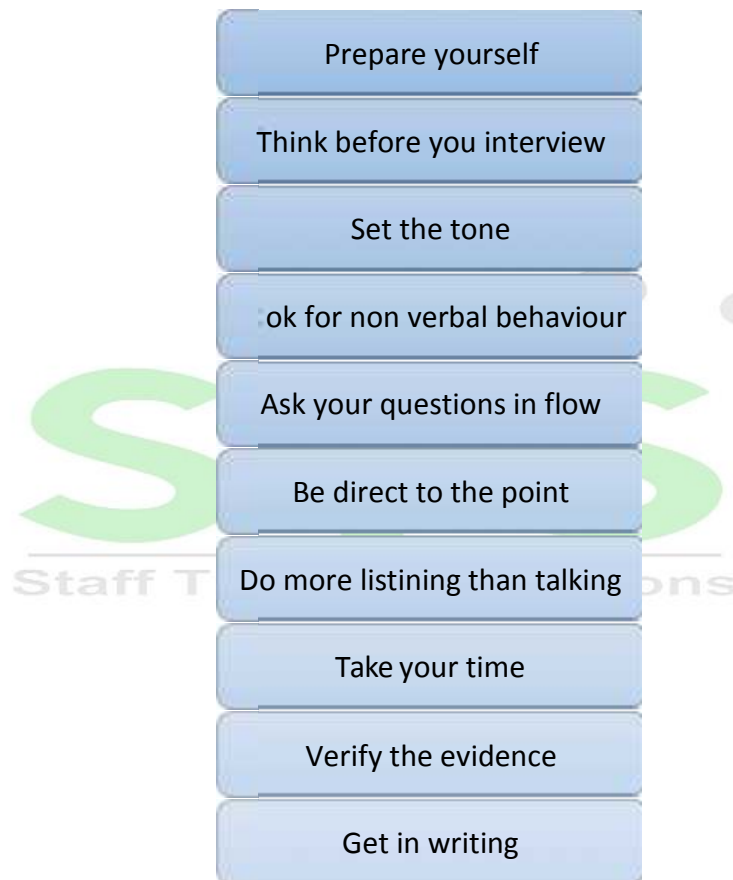 Prepare yourself
Think before you interview
Set the tone
ok for non verbal behaviour
Ask your questions in flow
Be direct to the point
Staff T
Do more listining than talking
ons
Take your time
Verify the evidence
Get in writing